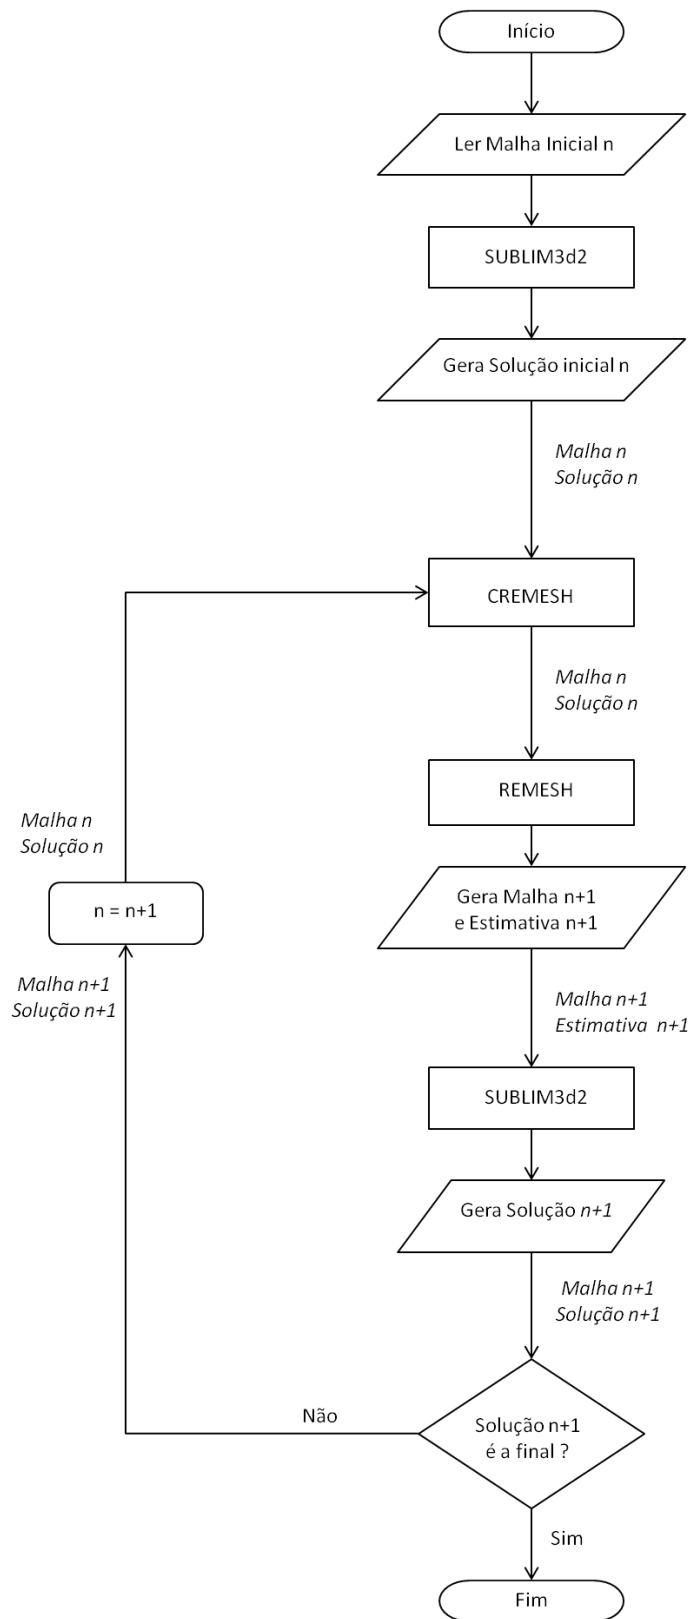 Início
Ler Malha Inicial n
SUBLIM3d2
Gera Solução inicial n
Malha n
Solução n
CREMESH
Malha n
Solução n
REMESH
Malha n
Solução n
n = n+1
Gera Malha n+1
e Estimativa n+1
Malha n+1
Solução n+1
Malha n+1
Estimativa n+1
SUBLIM3d2
Gera Solução n+1
Malha n+1
Solução n+1
Não
Solução n+1
é a final ?
Sim
Fim